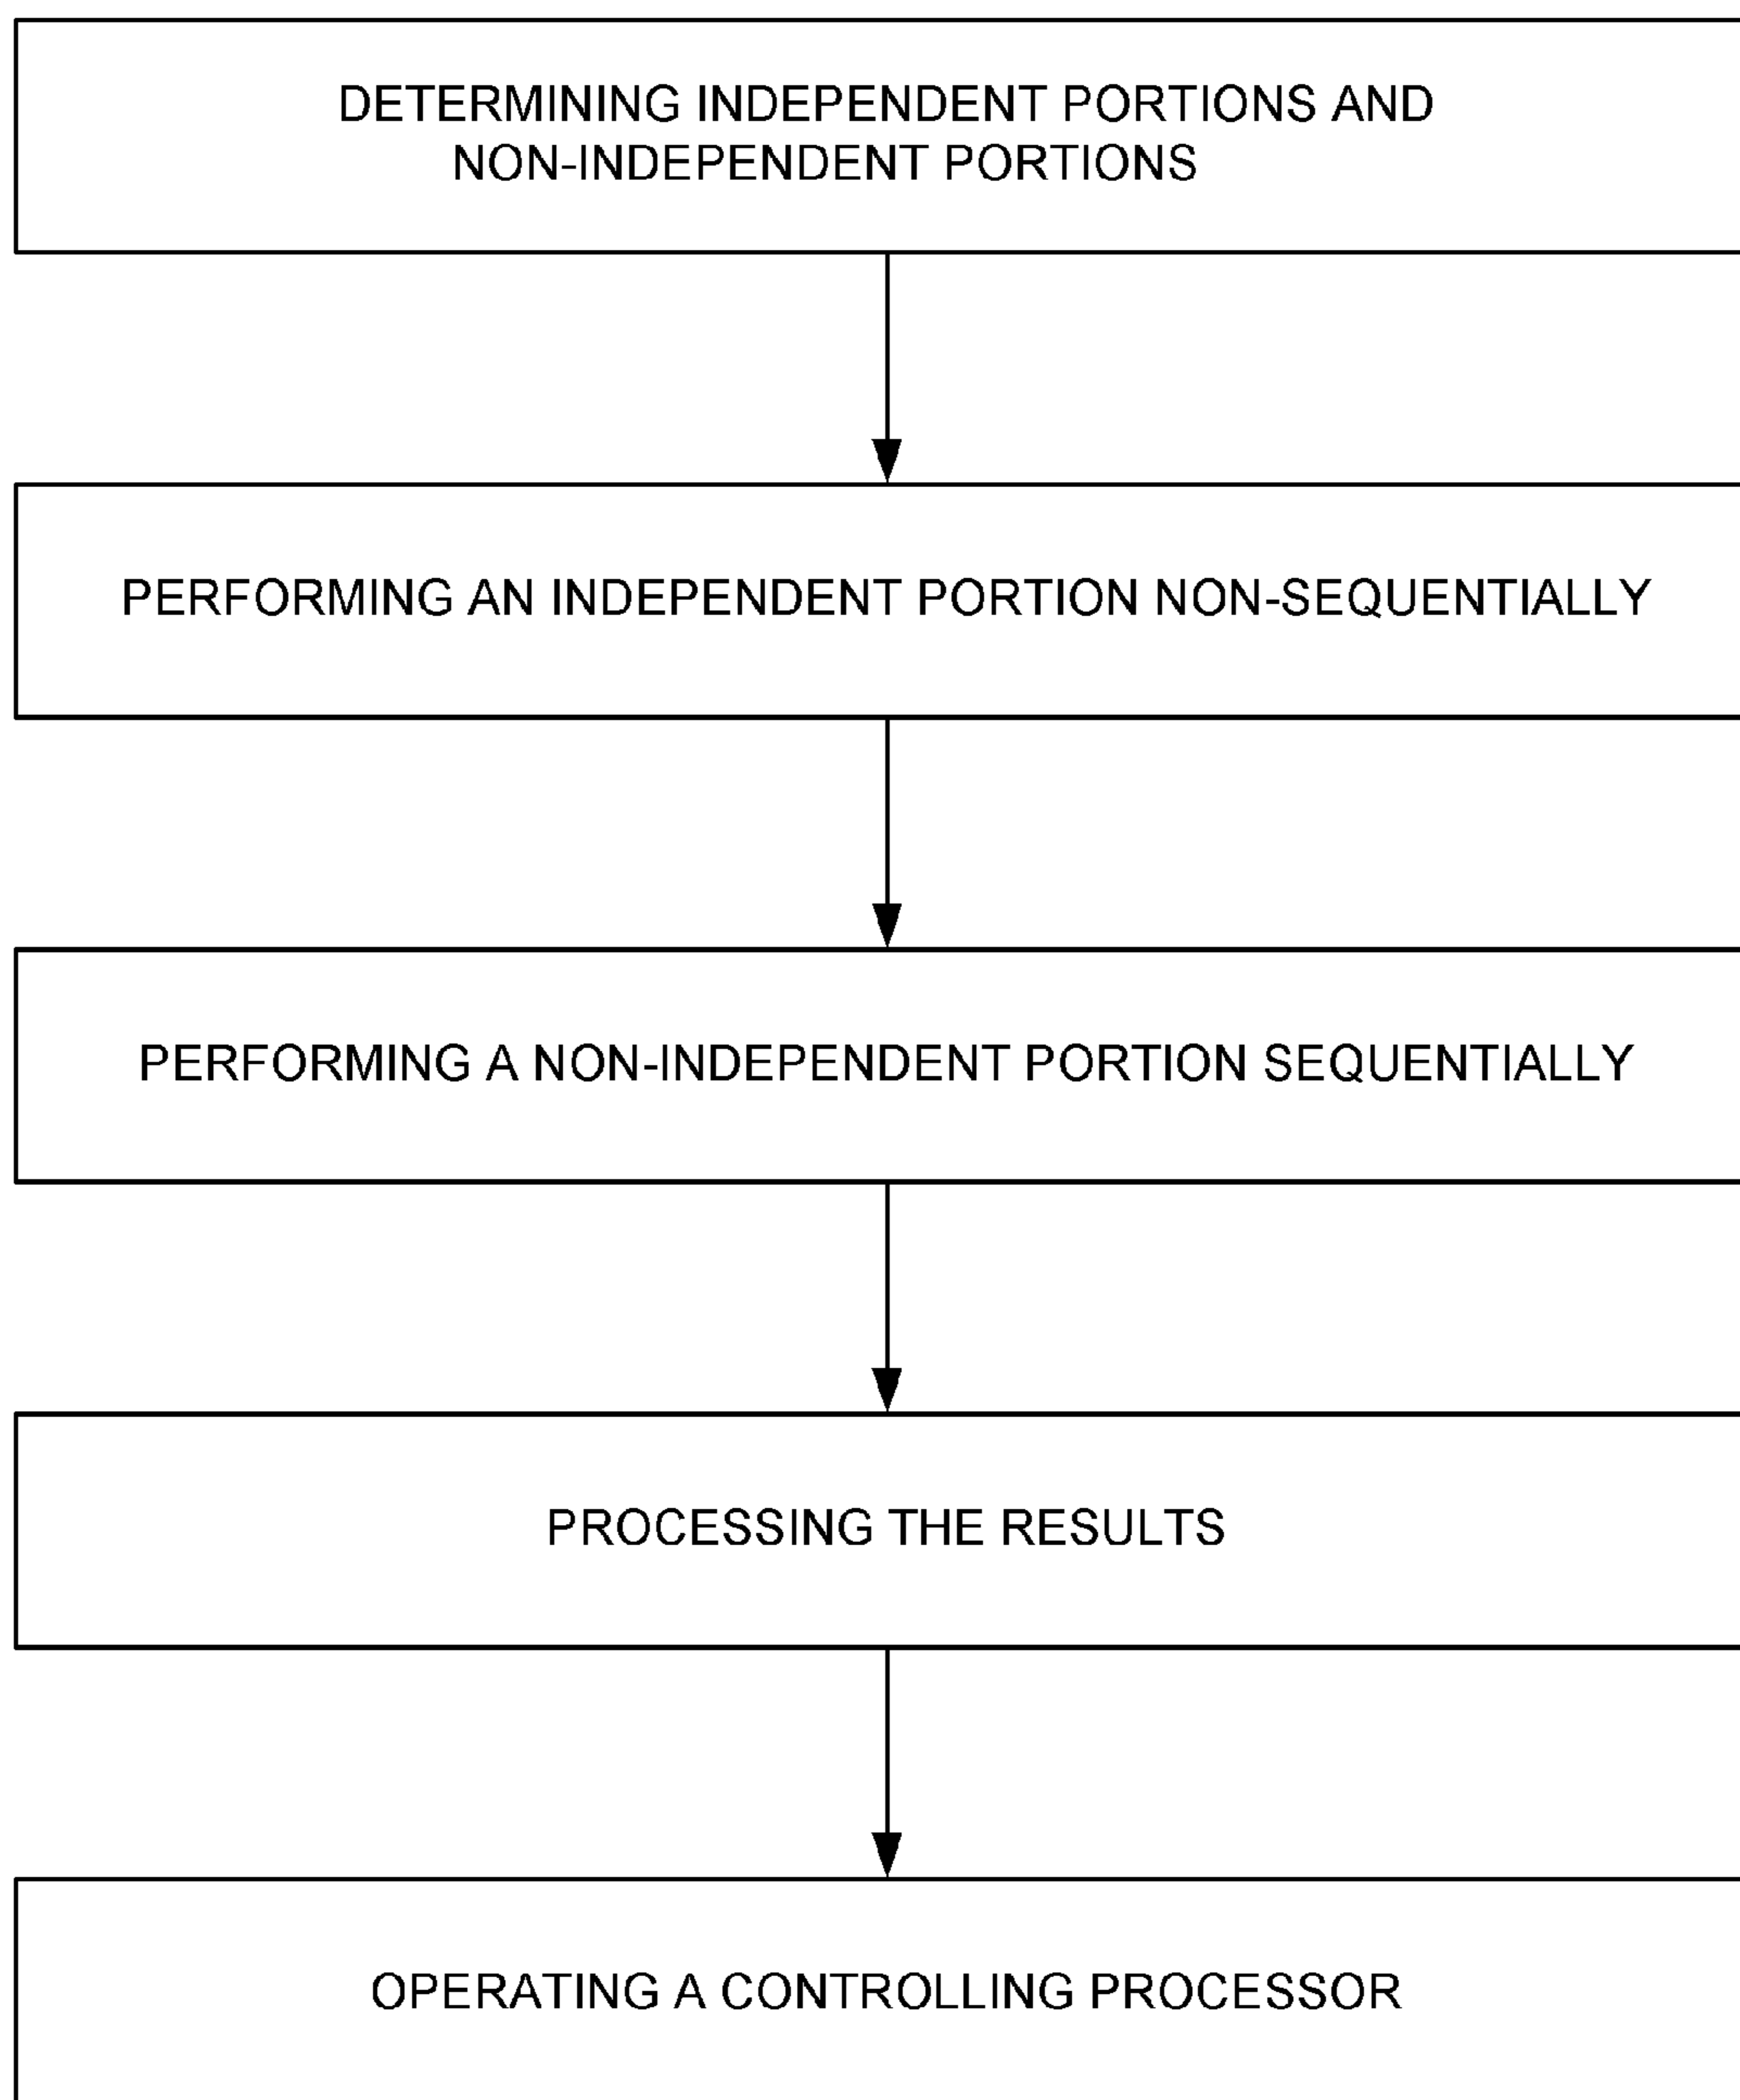 DETERMINING INDEPENDENT PORTIONS AND
NON-INDEPENDENT PORTIONS
PERFORMING AN INDEPENDENT PORTION NON-SEQUENTIALLY
PERFORMING A NON-INDEPENDENT PORTION SEQUENTIALLY
PROCESSING THE RESULTS
OPERATING A CONTROLLING PROCESSOR